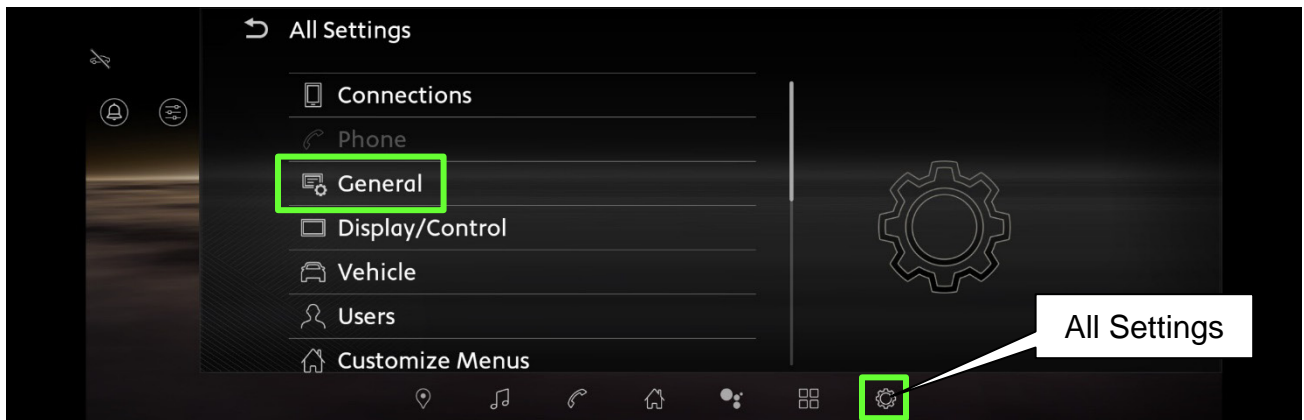 All Settings
Connections
Phone
General
Display/Control
Vehicle
Users
Customize Menus
All Settings